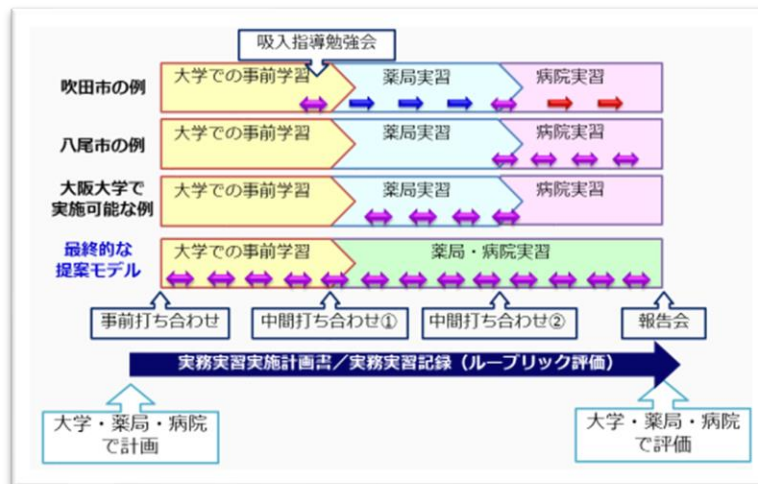 吸入指導勉強会
吹田市の例
大学での事前学習
薬局実習
病院実習
八尾市の例
大学での事前学習
薬局実習
病院実習
大阪大学で
実施可能な例
大学での事前学習
薬局実習
病院実習
最終的な
提案モデル
大学での事前学習
薬局・病院実習
事前打ち合わせ
中間打ち合わせ①
中間打ち合わせ②
報告会
実務実習実施計画書／実務実習記録（ルーブリック評価）
大学・薬局・病院
で計画
大学・薬局・病院
で評価